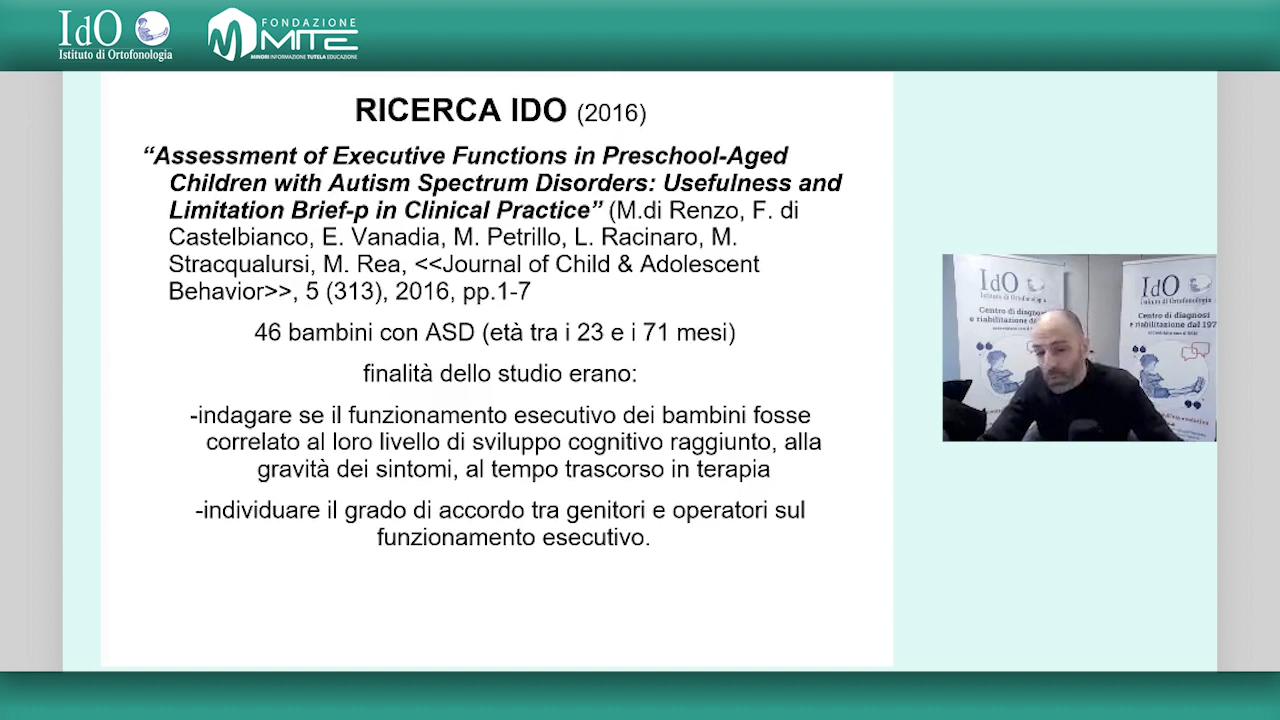 IdO
Istituto di Ortofonologia
FONDAZIONE
MITE
MINORI INFORMAZIONE TUTELA EDUCAZIONE
RICERCA IDO (2016)
“Assessment of Executive Functions in Preschool-Aged
Children with Autism Spectrum Disorders: Usefulness and
Limitation Brief-p in Clinical Practice” (M.di Renzo, F. di
Castelbianco, E. Vanadia, M. Petrillo, L. Racinaro, M.
Stracqualursi, M. Rea, <<Journal of Child & Adolescent
Behavior>>, 5 (313), 2016, pp.1-7
46 bambini con ASD (età tra i 23 e i 71 mesi)
finalità dello studio erano:
-indagare se il funzionamento esecutivo dei bambini fosse
correlato al loro livello di sviluppo cognitivo raggiunto, alla
gravità dei sintomi, al tempo trascorso in terapia
-individuare il grado di accordo tra genitori e operatori sul
funzionamento esecutivo.
IdO
Istituto di Ortofonologia
Centro di diagnosi
e riabilitazione
IdO
Istituto di Ortofonologia
Centro di diagnosi
e riabilitazione dal 197